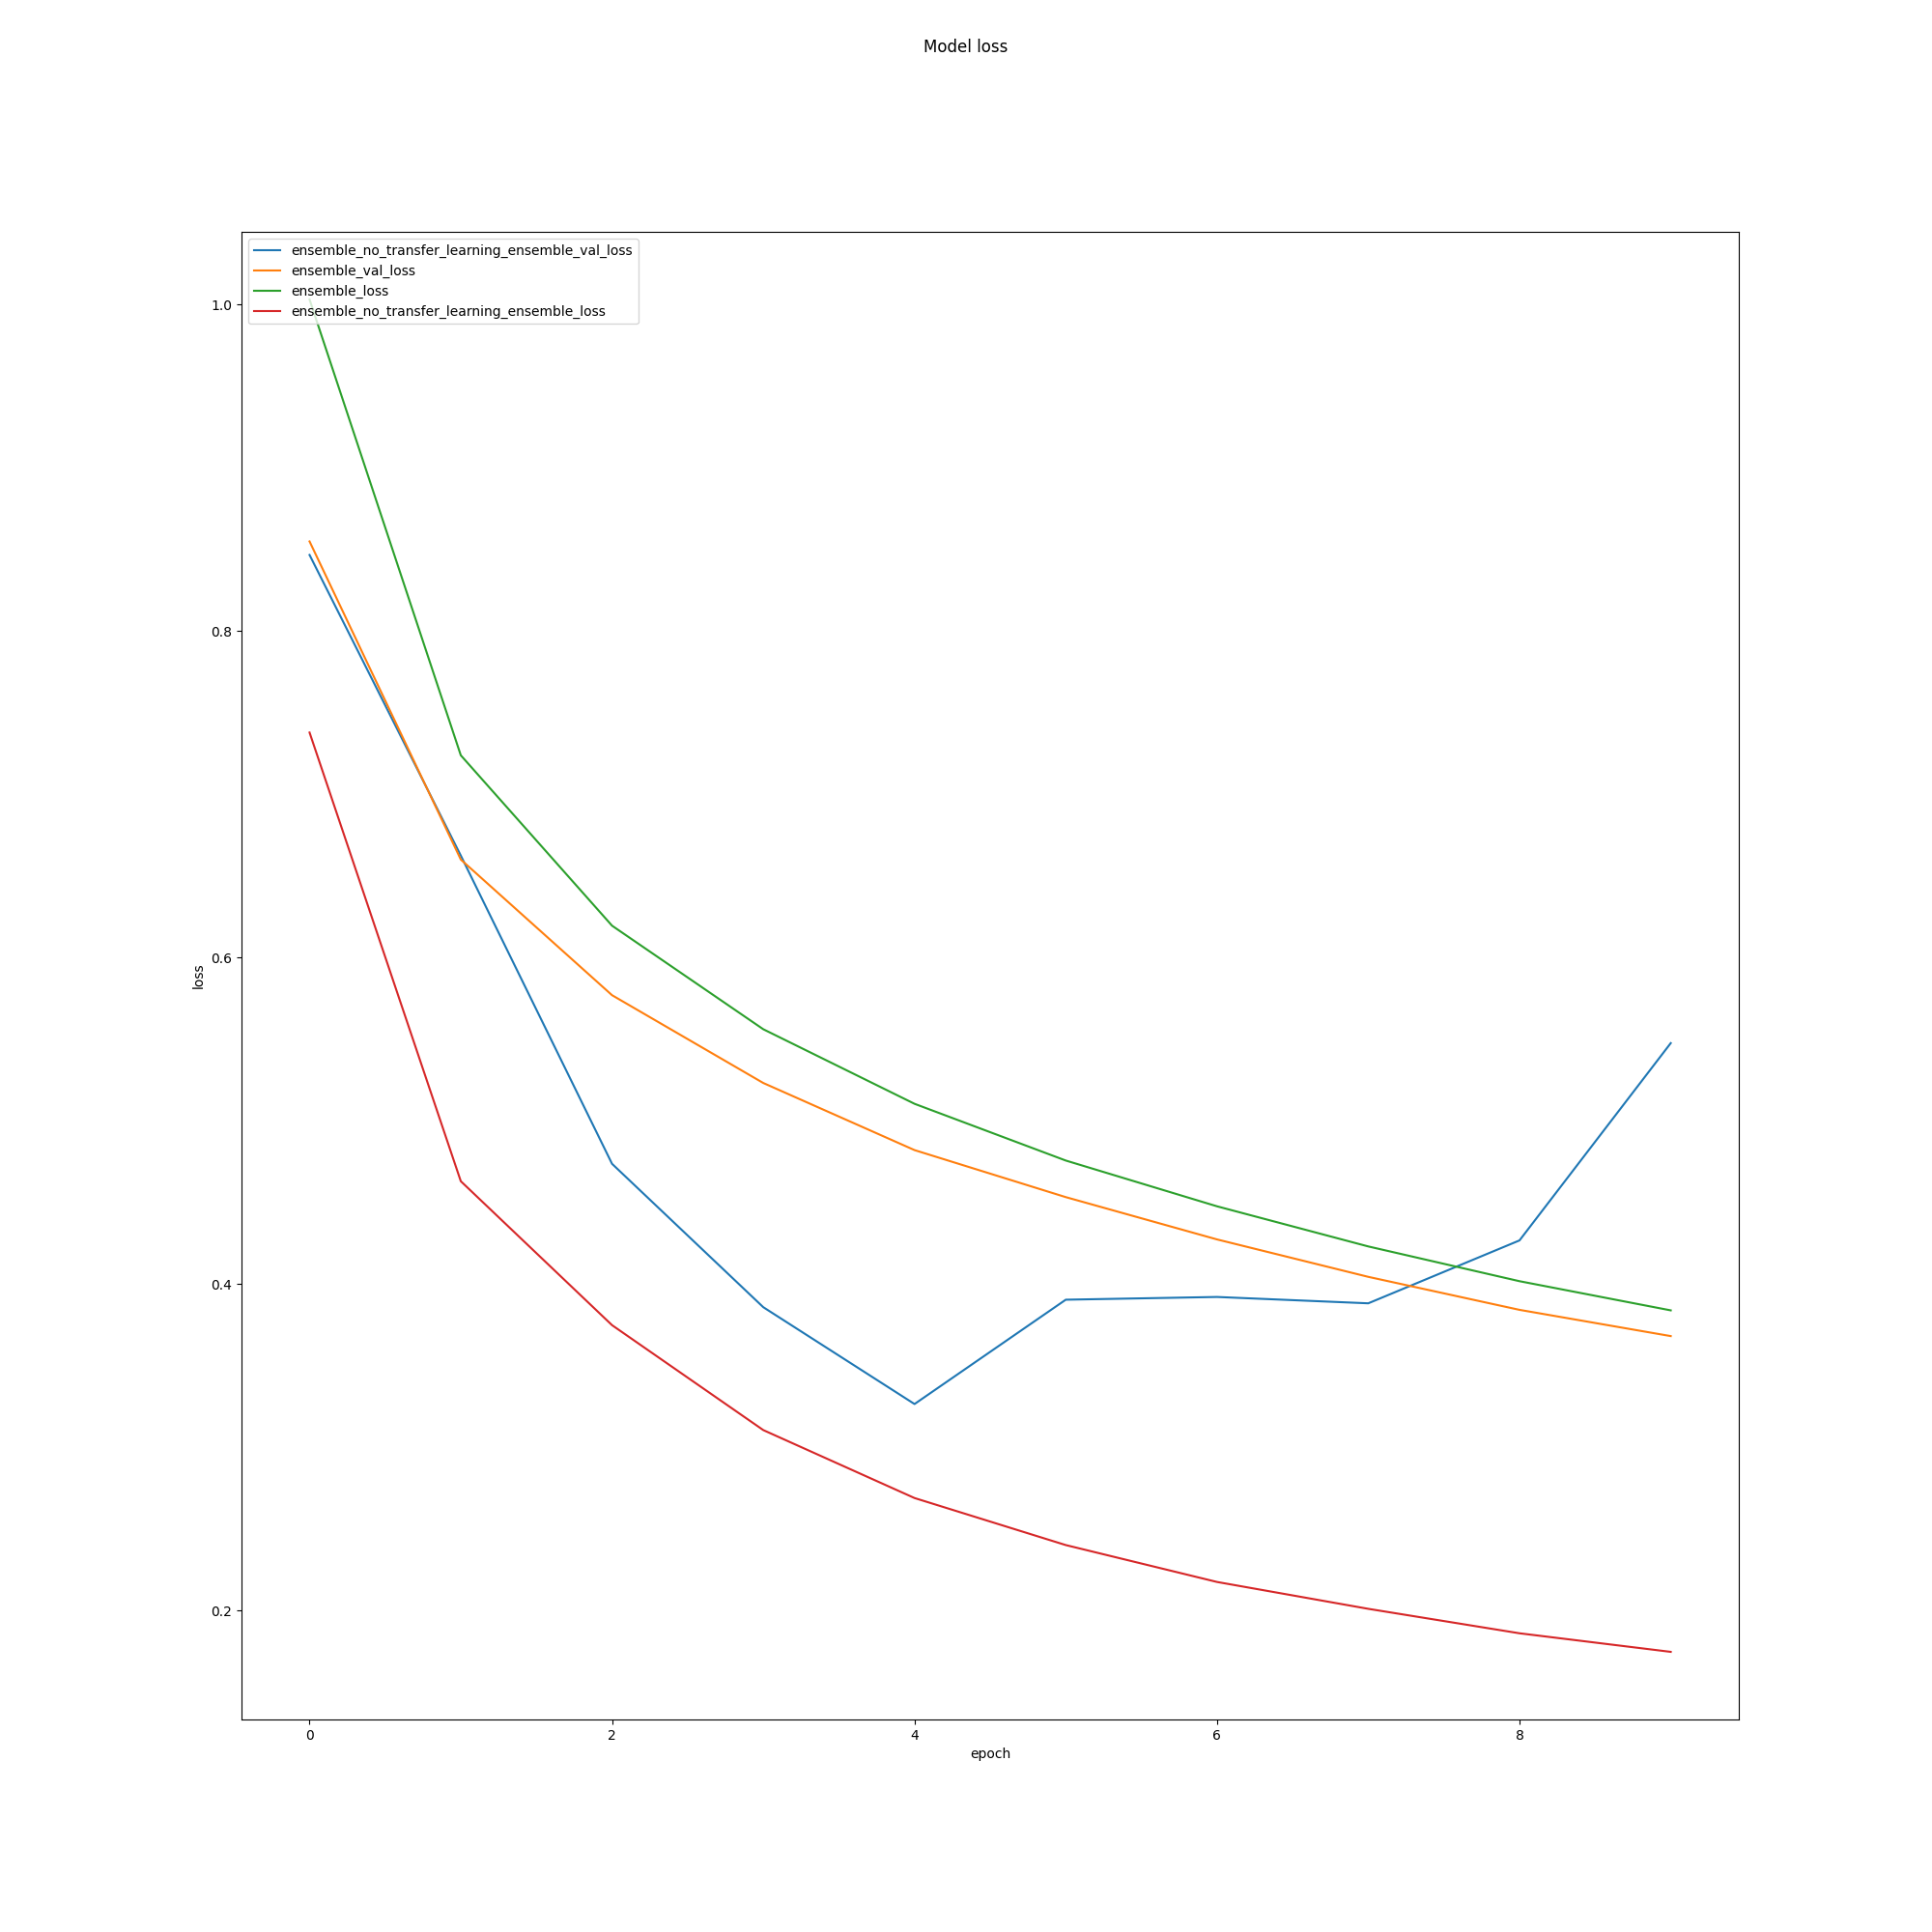 Model loss
ensemble_no_transfer_learning_ensemble_val_loss
ensemble_val_loss
ensemble_loss
ensemble_no_transfer_learning_ensemble_loss
1.0
0.8
0.6
loss
0.4
0.2
0 2 4 6 8
epoch